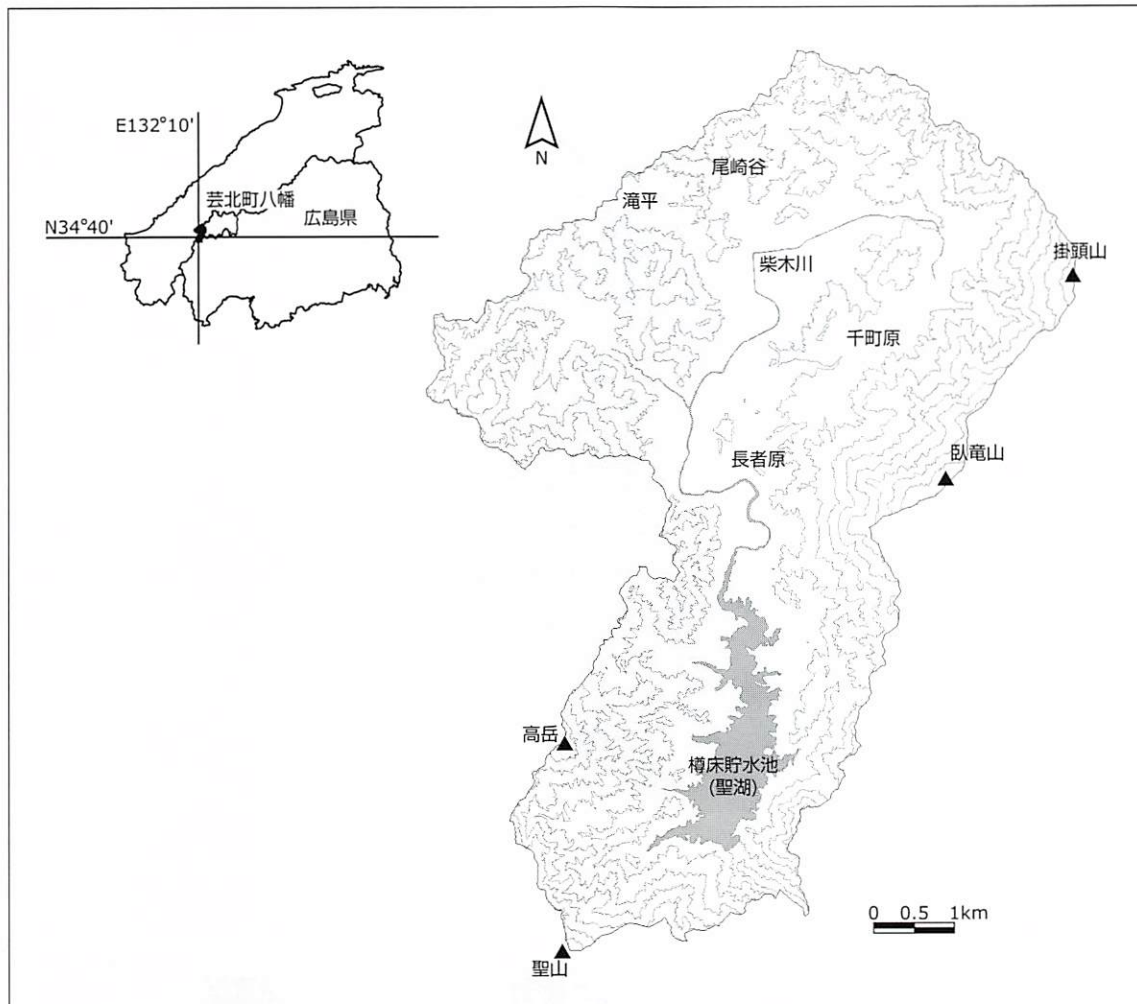 E132°10'
芸北町八幡
広島県
N34°40'
N
尾崎谷
滝平
柴木川
掛頭山
千町原
長者原
臥竜山
高岳
樽床貯水池
(聖湖)
0 0.5 1km
聖山